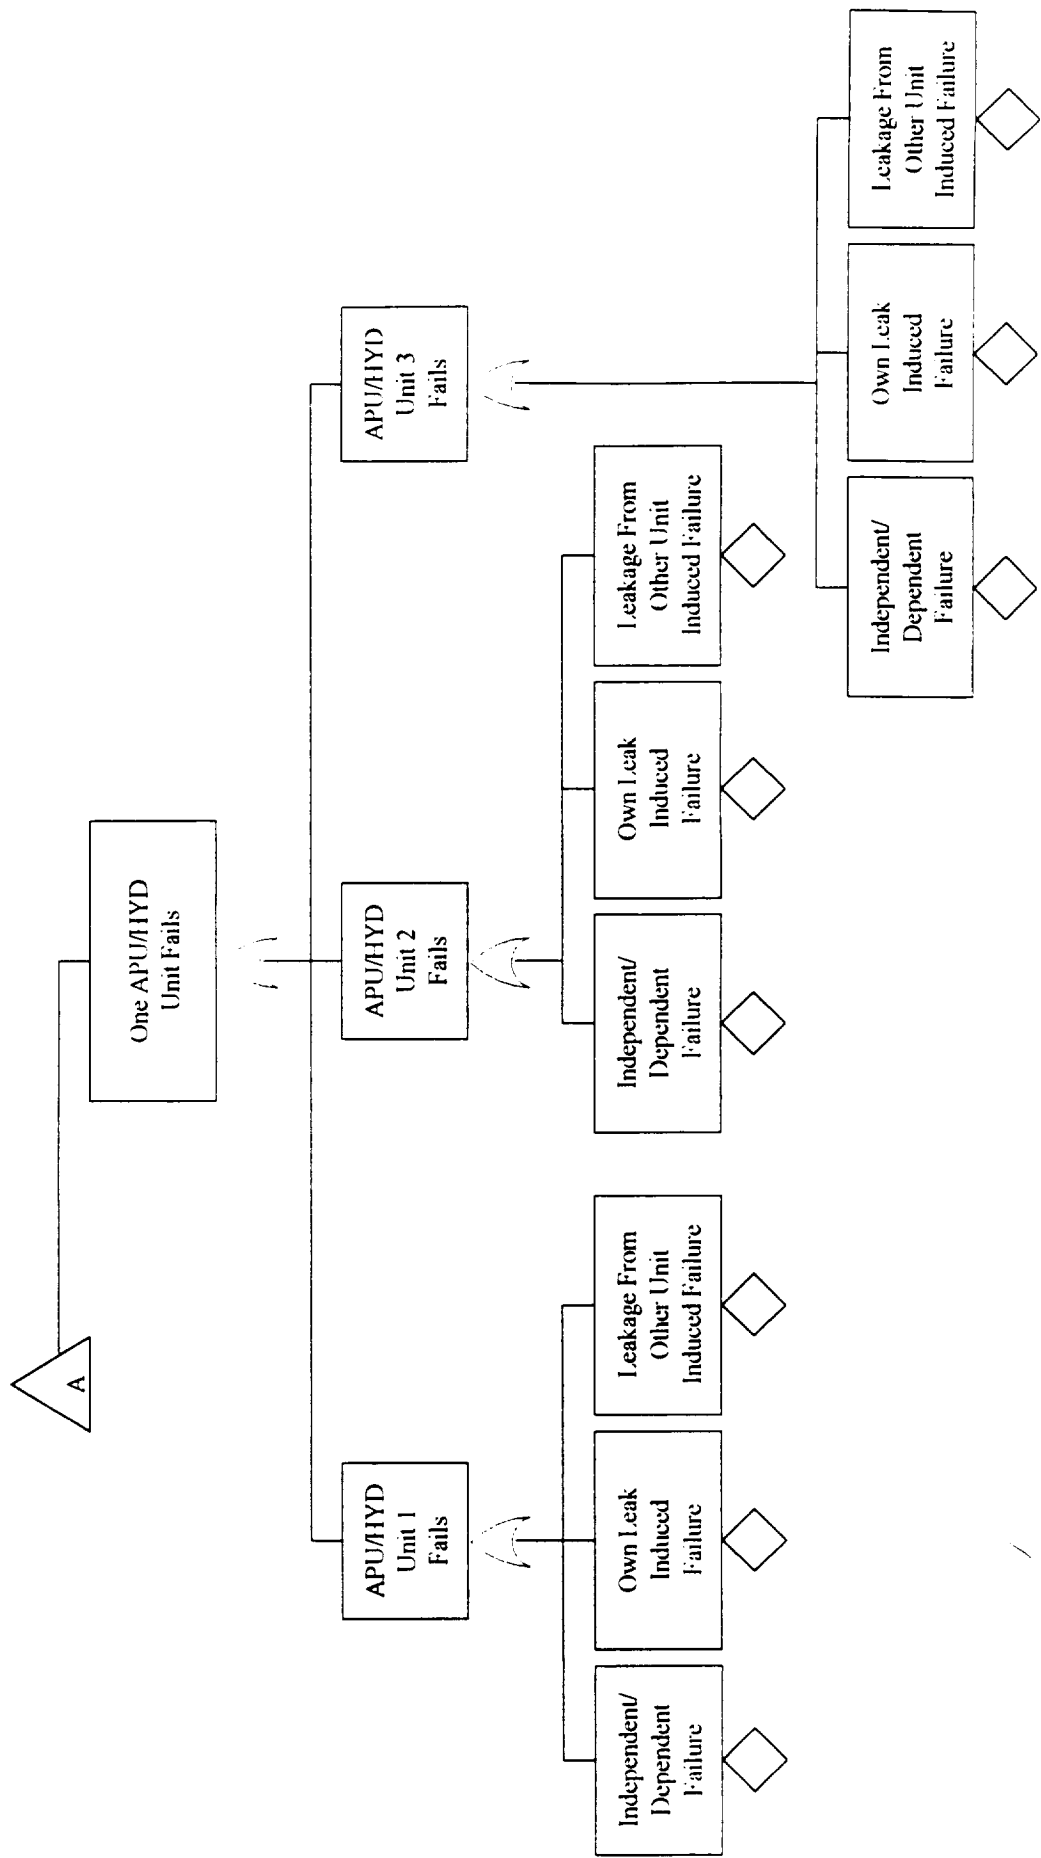 A
One APU/HYD
Unit Fails
APU/HYD
Unit 1
Fails
APU/HYD
Unit 2
Fails
APU/HYD
Unit 3
Fails
Independent/
Dependent
Failure
Own Leak
Induced
Failure
Leakage From
Other Unit
Induced Failure
Independent/
Dependent
Failure
Own Leak
Induced
Failure
Leakage From
Other Unit
Induced Failure
Independent/
Dependent
Failure
Own Leak
Induced
Failure
Leakage From
Other Unit
Induced Failure